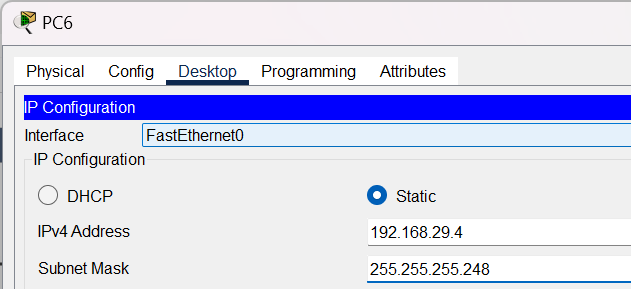 PC6
Physical Config Desktop Programming Attributes
IP Configuration
Interface FastEthernet0
IP Configuration
DHCP Static
IPv4 Address 192.168.29.4
Subnet Mask 255.255.255.248